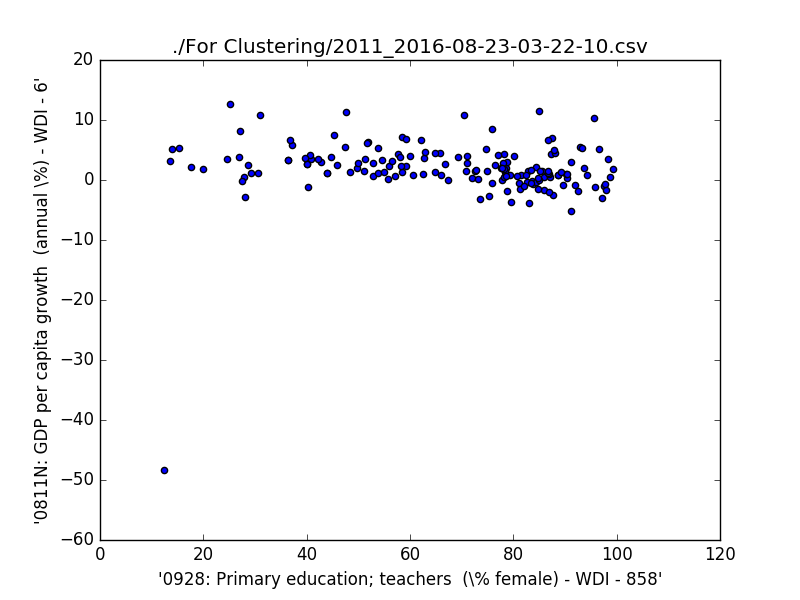 ./For Clustering/2011_2016-08-23-03-22-10.csv
20
10
0
−10
−20
−30
−40
−50
−60
0 20 40 60 80 100 120
'0811N: GDP per capita growth  (annual \%) - WDI - 6'
'0928: Primary education; teachers  (\% female) - WDI - 858'